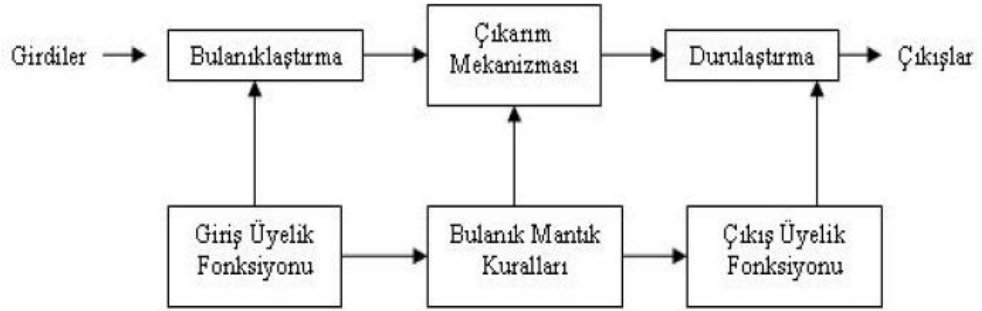 Girdiler
Bulanıklaştırma
Çıkarım
Mekanizması
Durulaştırma
Çıkışlar
Giriş Üyelik
Fonksiyonu
Bulanık Mantık
Kuralları
Çıkış Üyelik
Fonksiyonu